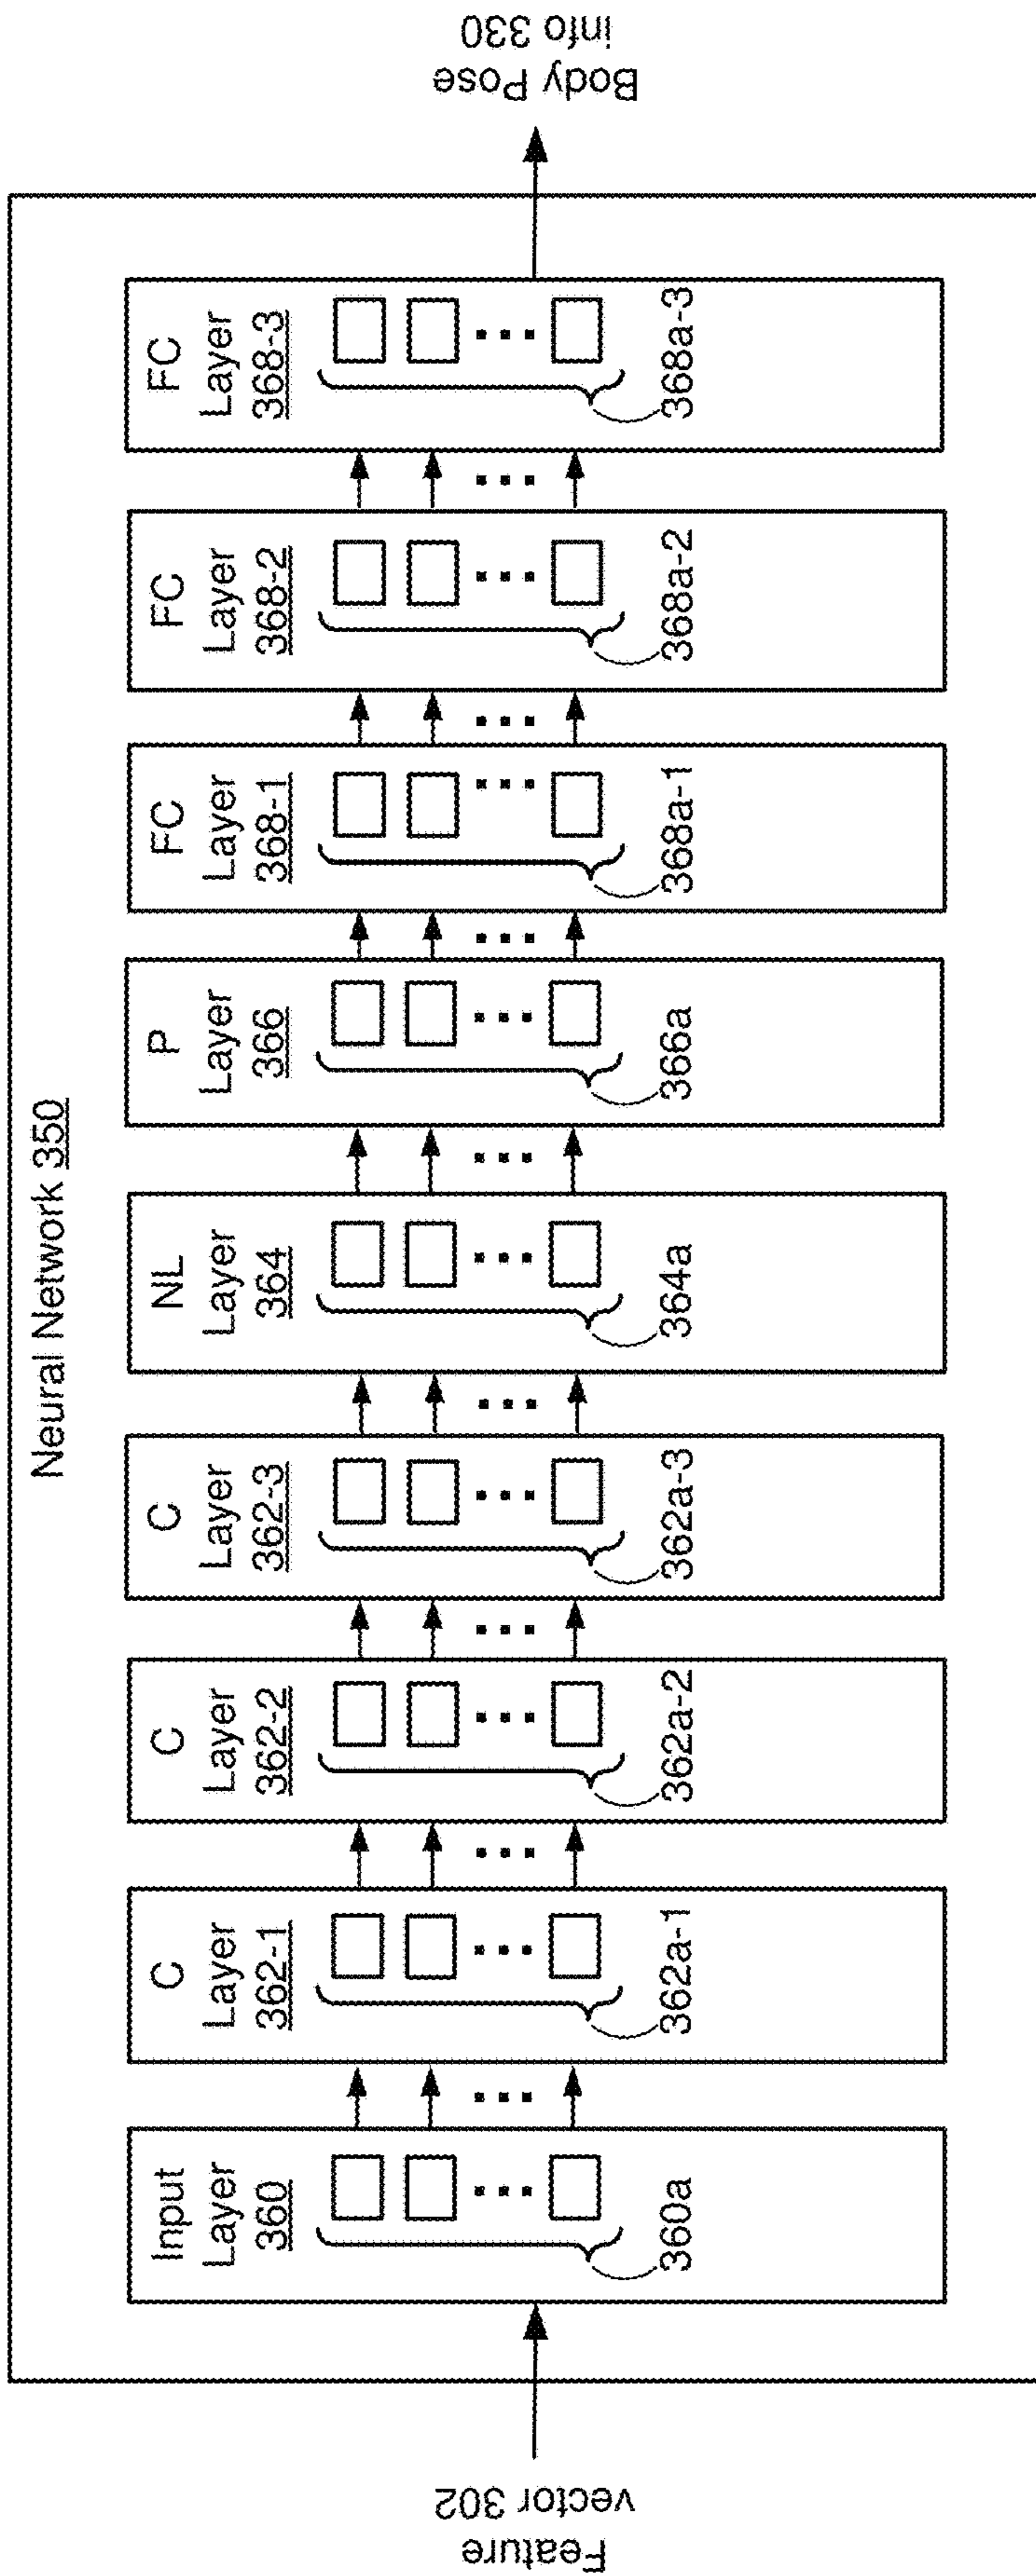 Neural Network 350
Feature
vector 302
Input
Layer
360
360a
C
Layer
362-1
362a-1
C
Layer
362-2
362a-2
C
Layer
362-3
362a-3
NL
Layer
364
364a
P
Layer
366
366a
FC
Layer
368-1
368a-1
FC
Layer
368-2
368a-2
FC
Layer
368-3
368a-3
Body Pose
info 330